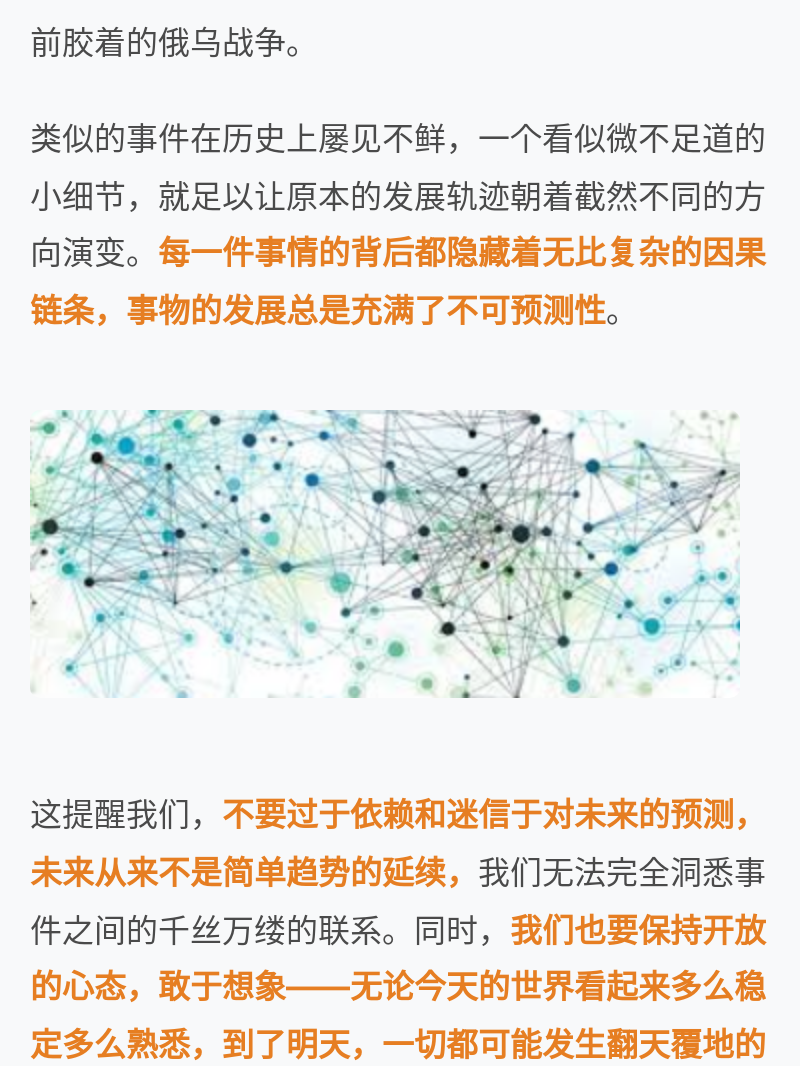 前胶着的俄乌战争。
类似的事件在历史上屡见不鲜，一个看似微不足道的
小细节，就足以让原本的发展轨迹朝着截然不同的方
向演变。每一件事情的背后都隐藏着无比复杂的因果
链条，事物的发展总是充满了不可预测性。
这提醒我们，不要过于依赖和迷信于对未来的预测，
未来从来不是简单趋势的延续，我们无法完全洞悉事
件之间的千丝万缕的联系。同时，我们也要保持开放
的心态，敢于想象——无论今天的世界看起来多么稳
定多么熟悉，到了明天，一切都可能发生翻天覆地的